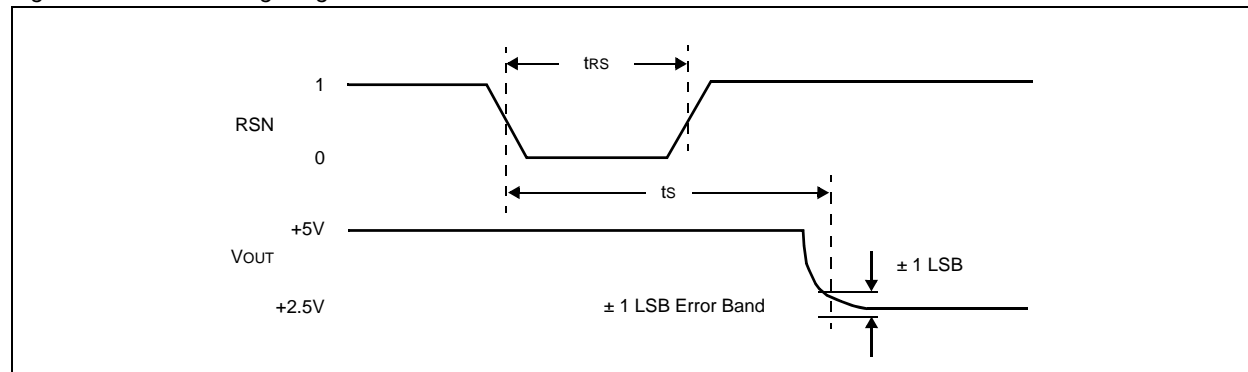 1
tRS
RSN
0
tS
+5V
VOUT
± 1 LSB
+2.5V
± 1 LSB Error Band